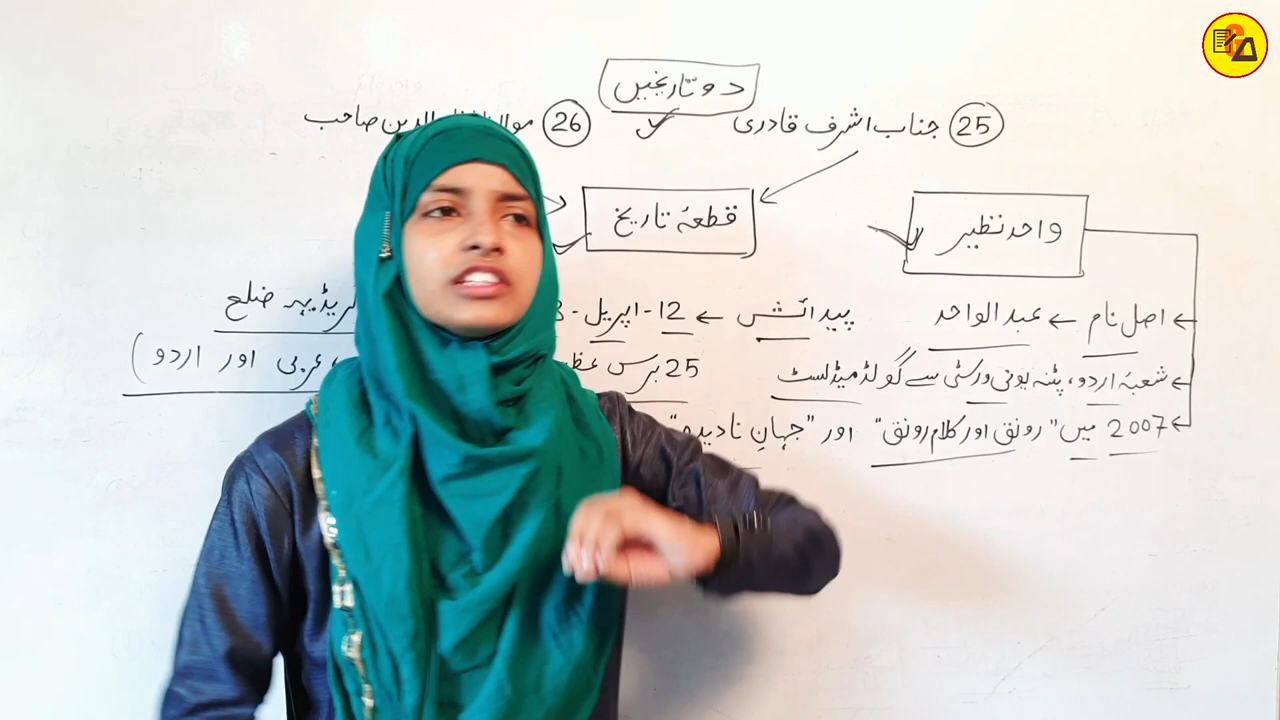 دو تاریخیں
25 جناب اشرف قادری
26 الدین صاحب
واحد نظیر
قطعۂ تاریخ
اصل نام ← عبدالواحد پیدائش ← 12-اپریل- ضلع
شعبۂ اردو، پٹنہ یونی ورسٹی سے گولڈ میڈلسٹ
25 برس عربی اور اردو)
2007 میں "رونق اور کلام رونق" اور "جہانِ نادیدہ"